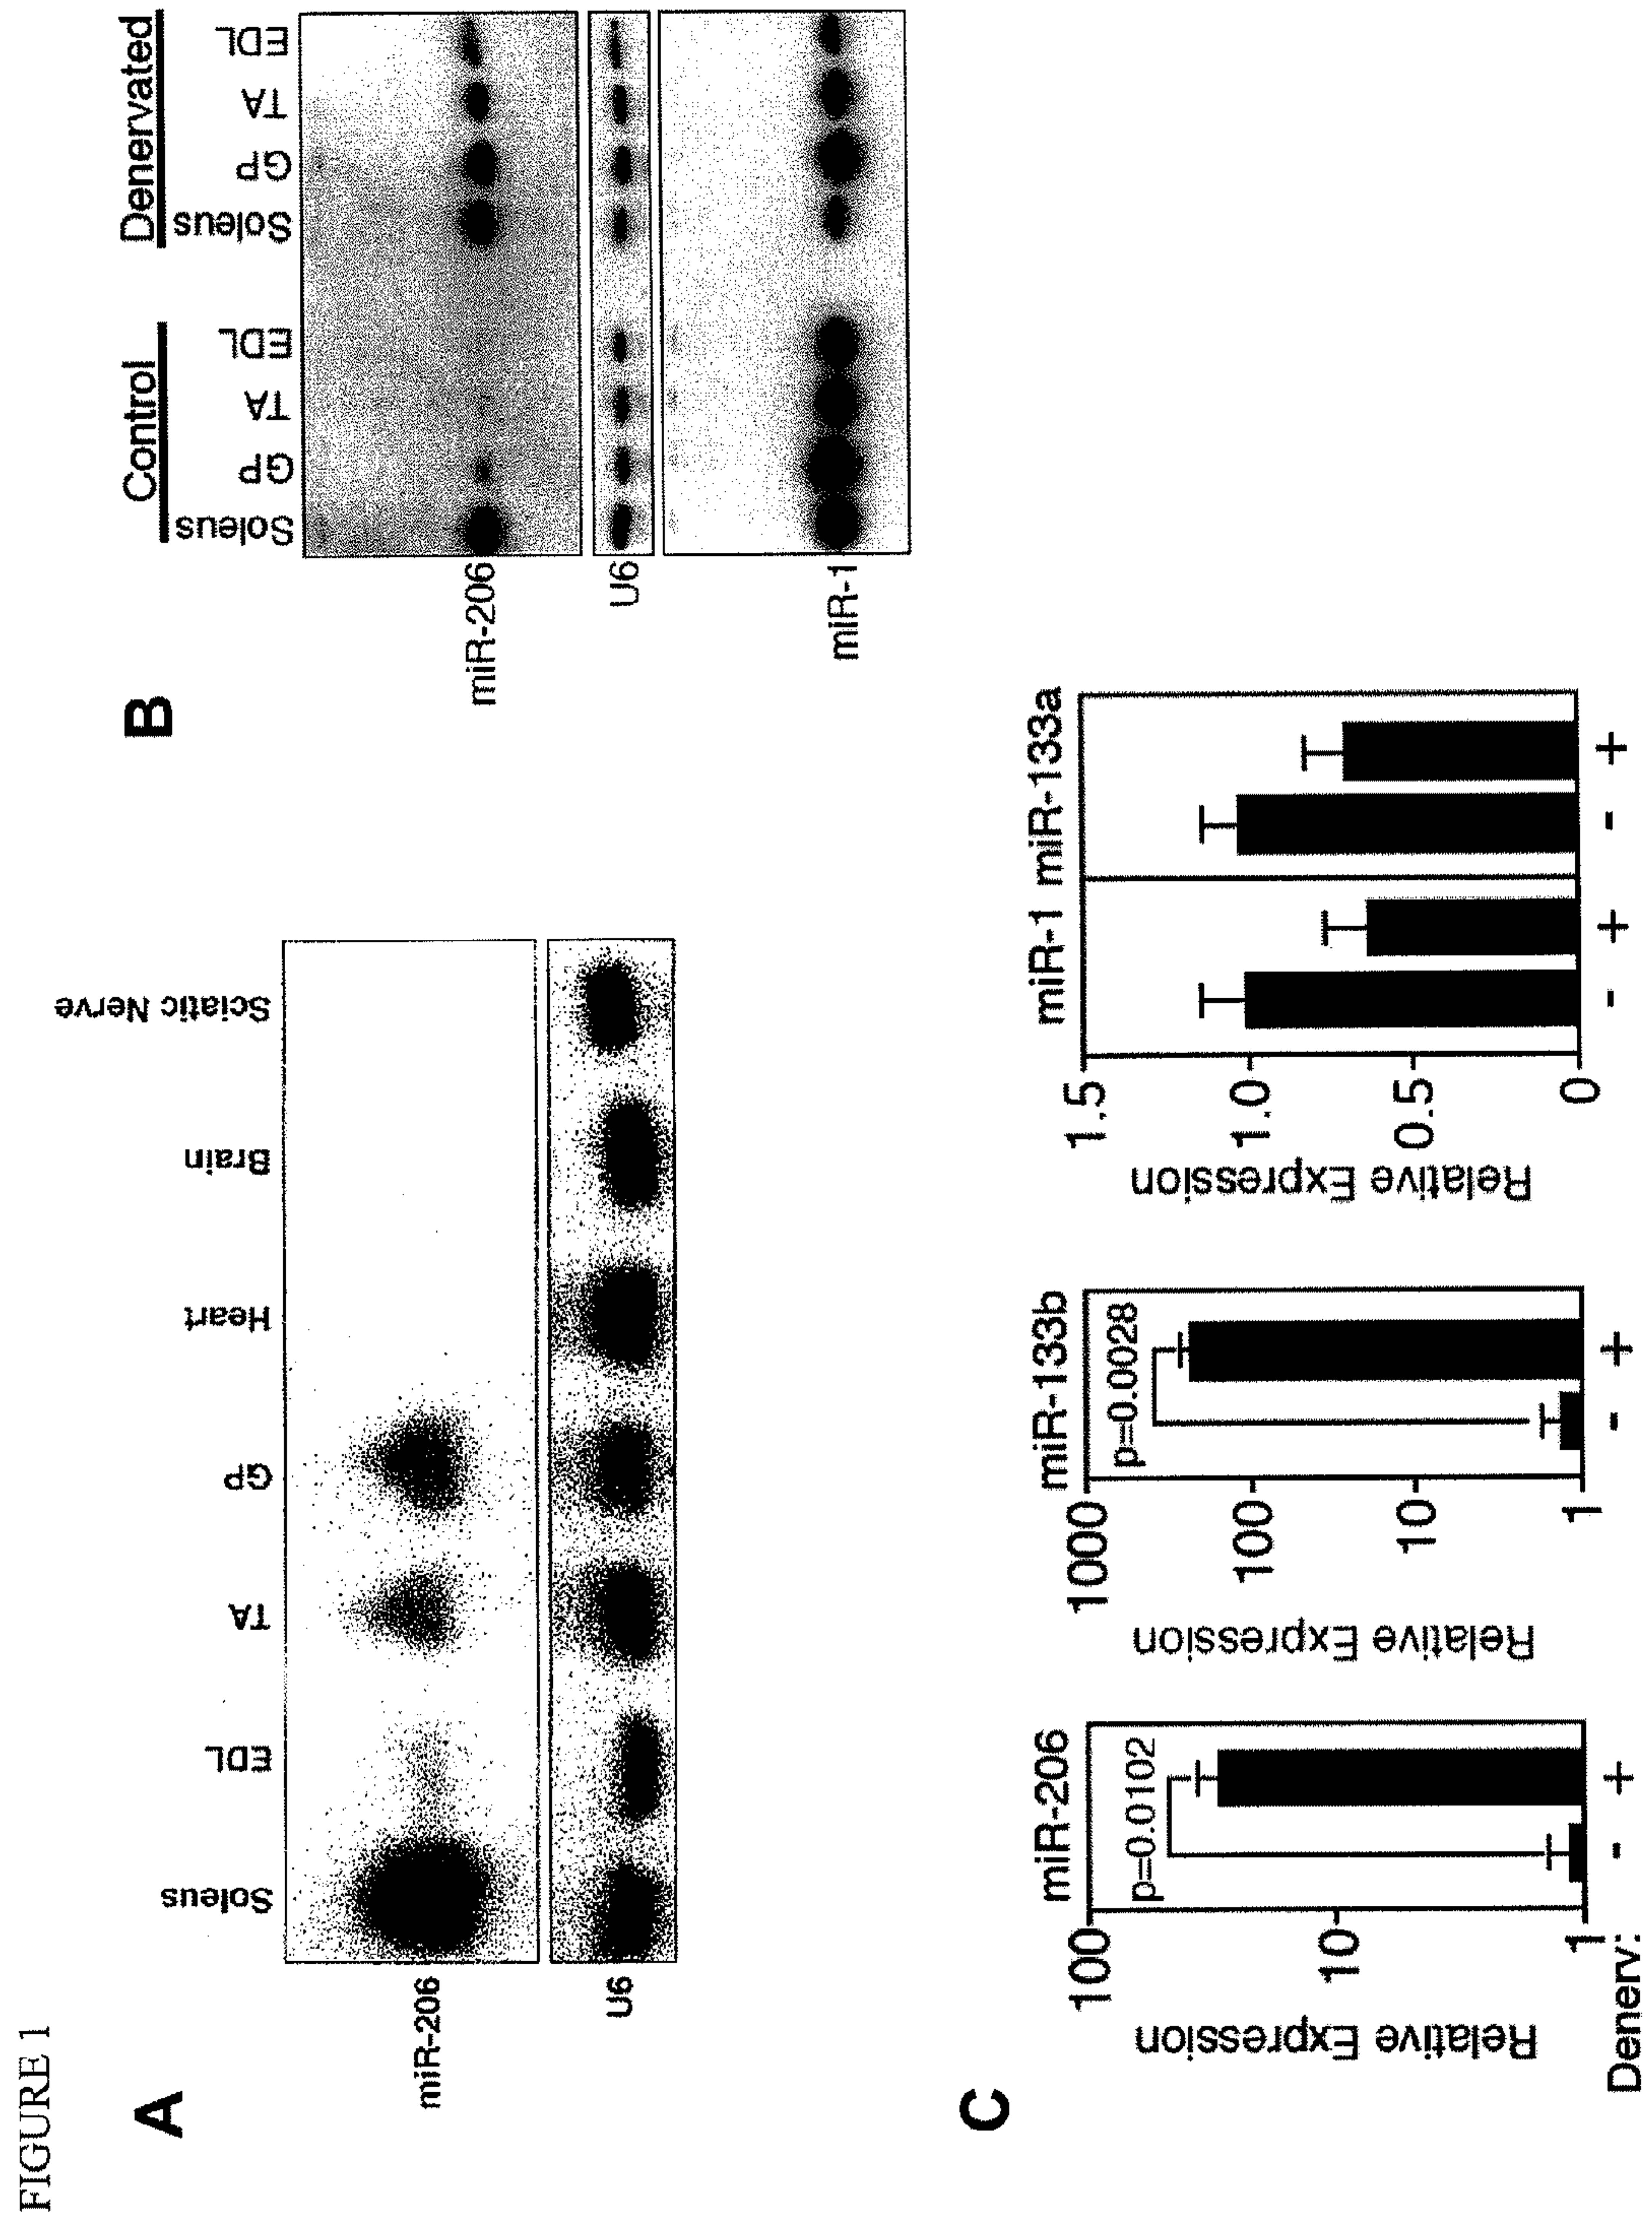 FIGURE 1
A
Soleus
EDL
TA
GP
Heart
Brain
Sciatic Nerve
miR-206
U6
B
Control
Denervated
Soleus
GP
TA
EDL
Soleus
GP
TA
EDL
miR-206
U6
miR-1
C
miR-206
p=0.0102
100
10
1
Relative Expression
Denerv:
-
+
miR-133b
p=0.0028
1000
100
10
1
Relative Expression
-
+
miR-1 miR-133a
1.5
1.0
0.5
0
Relative Expression
-
+
-
+